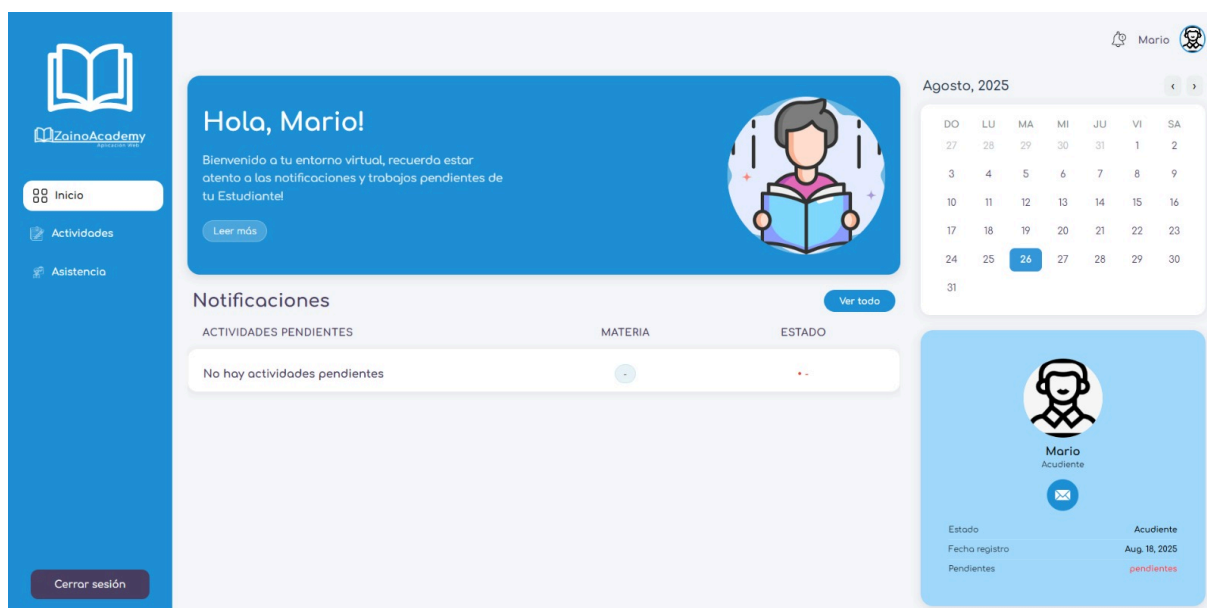 ZainoAcademy
Aplicación Web
Inicio
Actividades
Asistencia
Cerrar sesión
Mario
Hola, Mario!
Bienvenido a tu entorno virtual, recuerda estar
atento a las notificaciones y trabajos pendientes de
tu Estudiante!
Leer más
Notificaciones
Ver todo
ACTIVIDADES PENDIENTES MATERIA ESTADO
No hay actividades pendientes - • -
Agosto, 2025 ‹ ›
DO LU MA MI JU VI SA
27 28 29 30 31 1 2
3 4 5 6 7 8 9
10 11 12 13 14 15 16
17 18 19 20 21 22 23
24 25 26 27 28 29 30
31
Mario
Acudiente
Estado Acudiente
Fecha registro Aug. 18, 2025
Pendientes pendientes